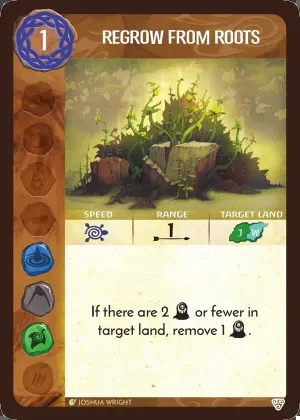 1
REGROW FROM ROOTS
SPEED
RANGE
TARGET LAND
1
J
W
If there are 2 or fewer in
target land, remove 1 .
JOSHUA WRIGHT